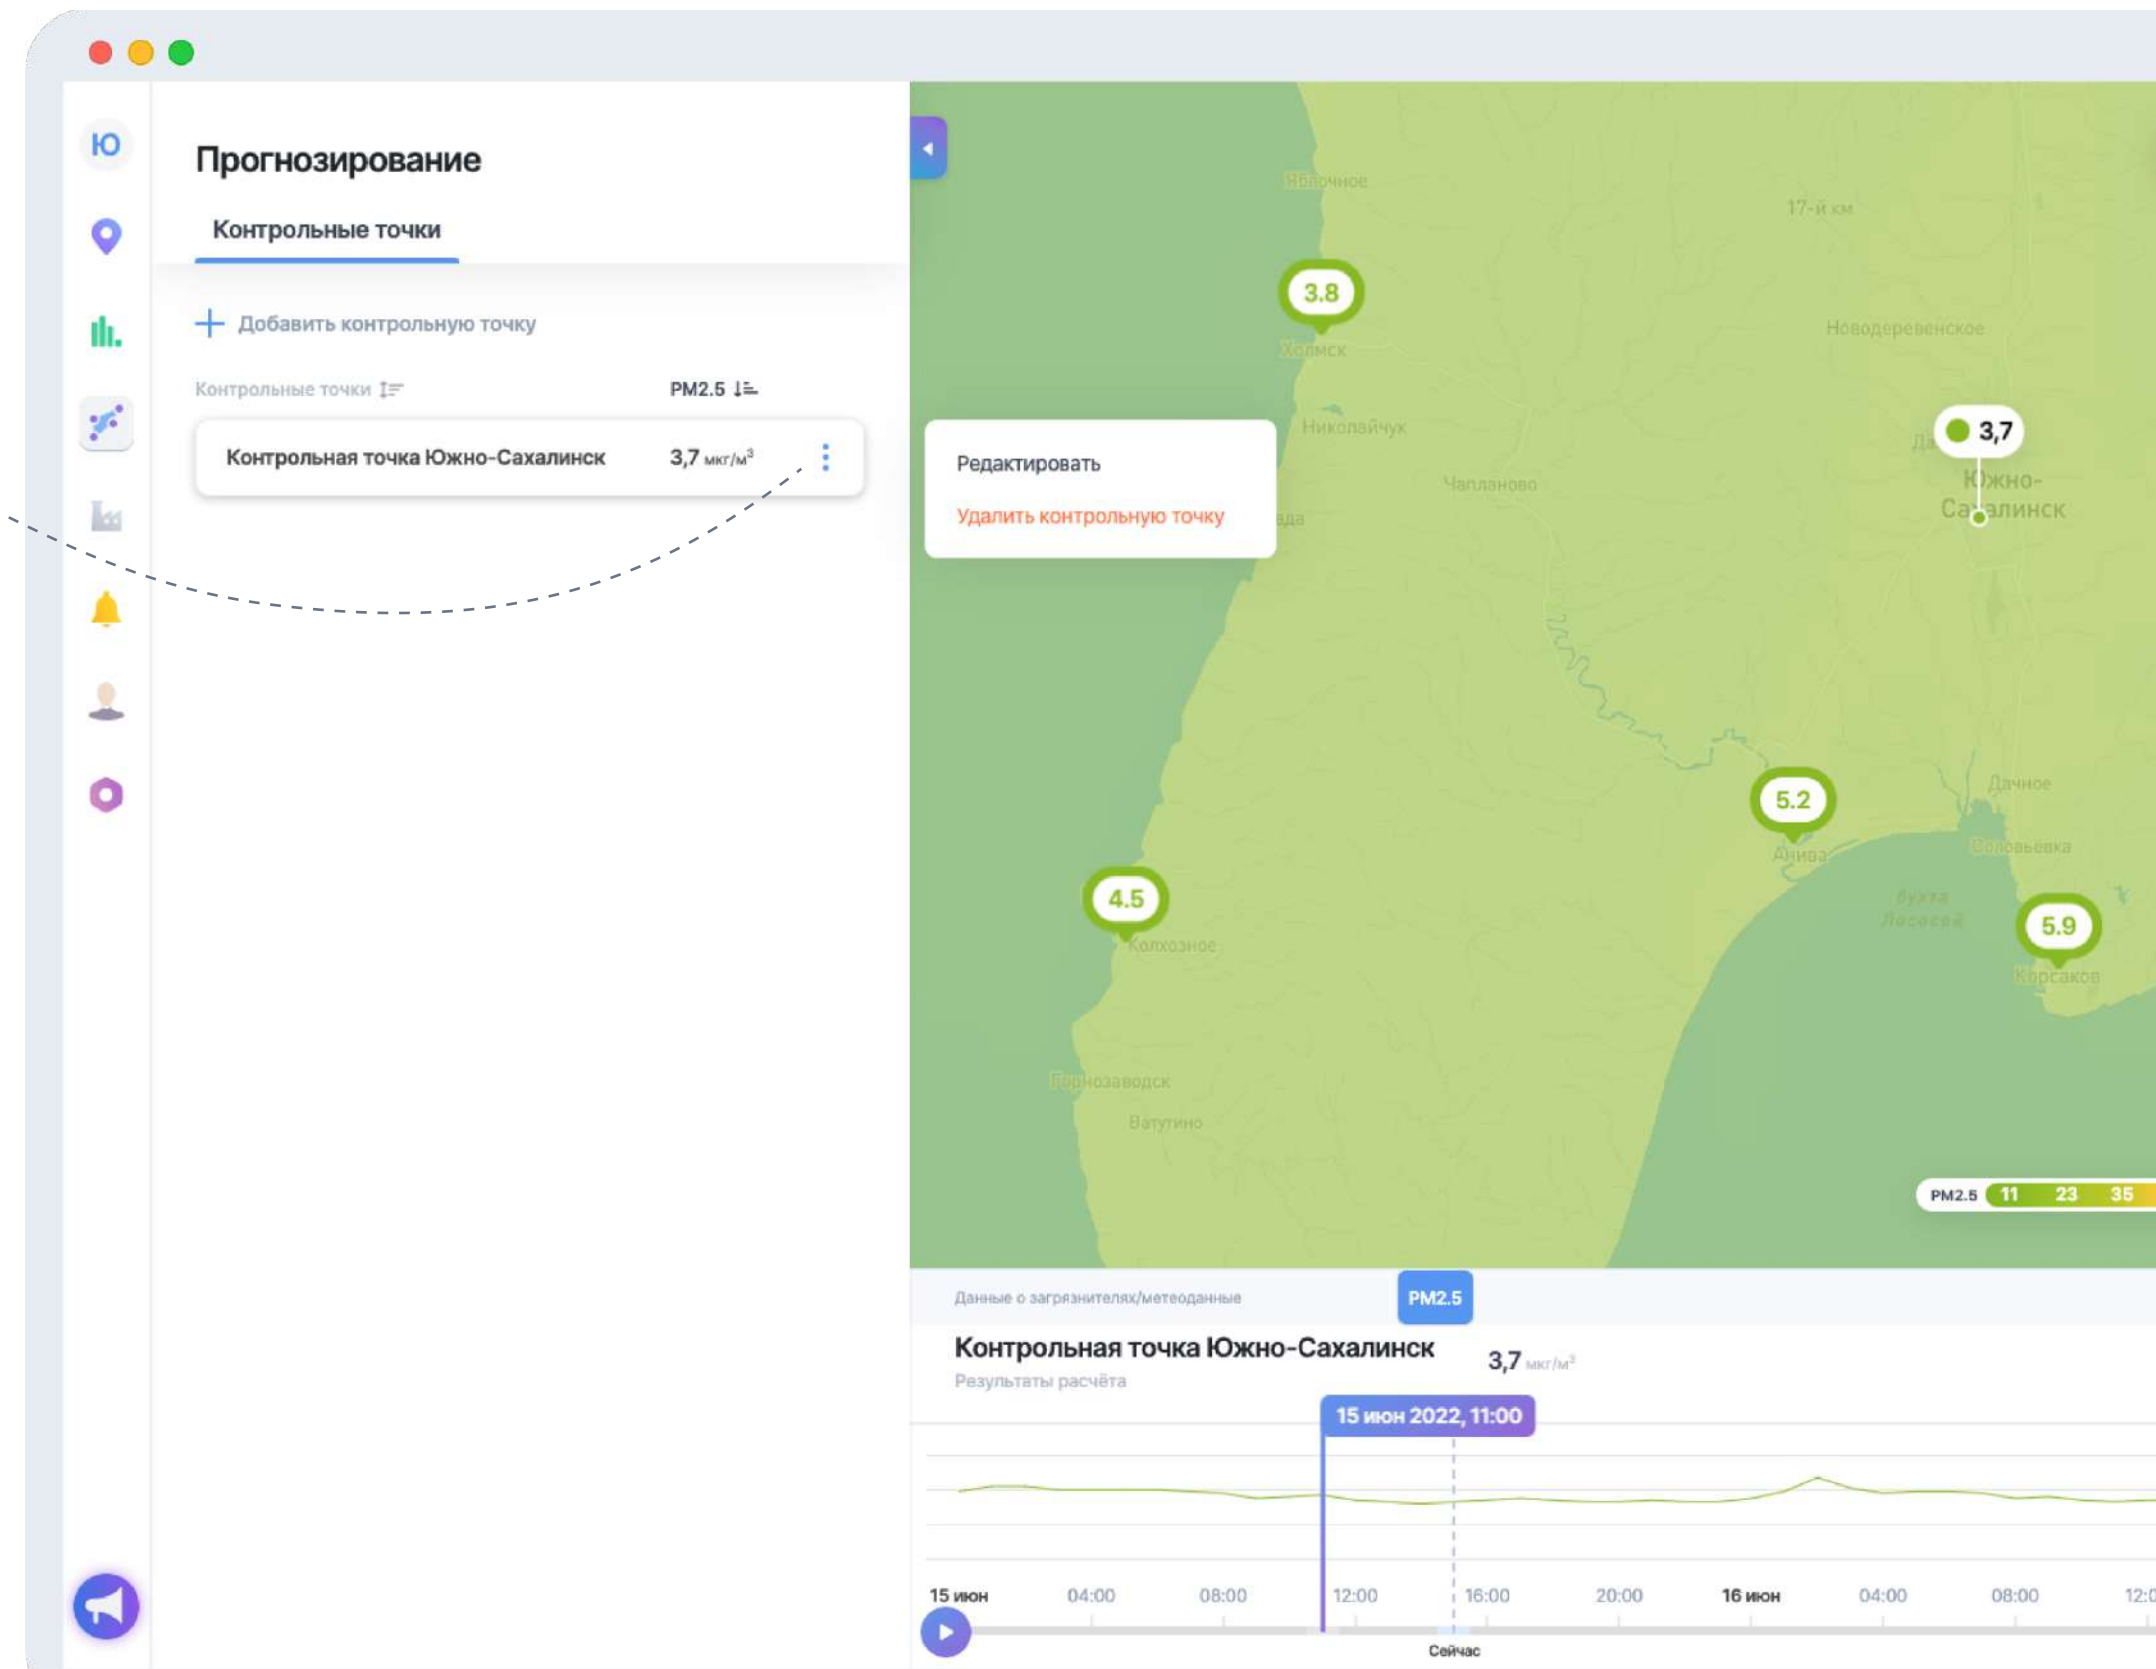 Ю
Прогнозирование
Контрольные точки
Добавить контрольную точку
Контрольные точки
PM2.5
Контрольная точка Южно-Сахалинск
3,7 мкг/м³
Редактировать
Удалить контрольную точку
Яблочное
17-й км
3.8
Холмск
Новодеревенское
Николайчук
3,7
Чапланово
Южно-
Сахалинск
5.2
Дачное
Анива
Соловьёвка
4.5
бухта
Лососей
5.9
Колхозное
Корсаков
Горнозаводск
Ватутино
PM2.5 11 23 35
Данные о загрязнителях/метеоданные
PM2.5
Контрольная точка Южно-Сахалинск
3,7 мкг/м³
Результаты расчёта
15 июн 2022, 11:00
15 июн 04:00 08:00 12:00 16:00 20:00 16 июн 04:00 08:00
Сейчас